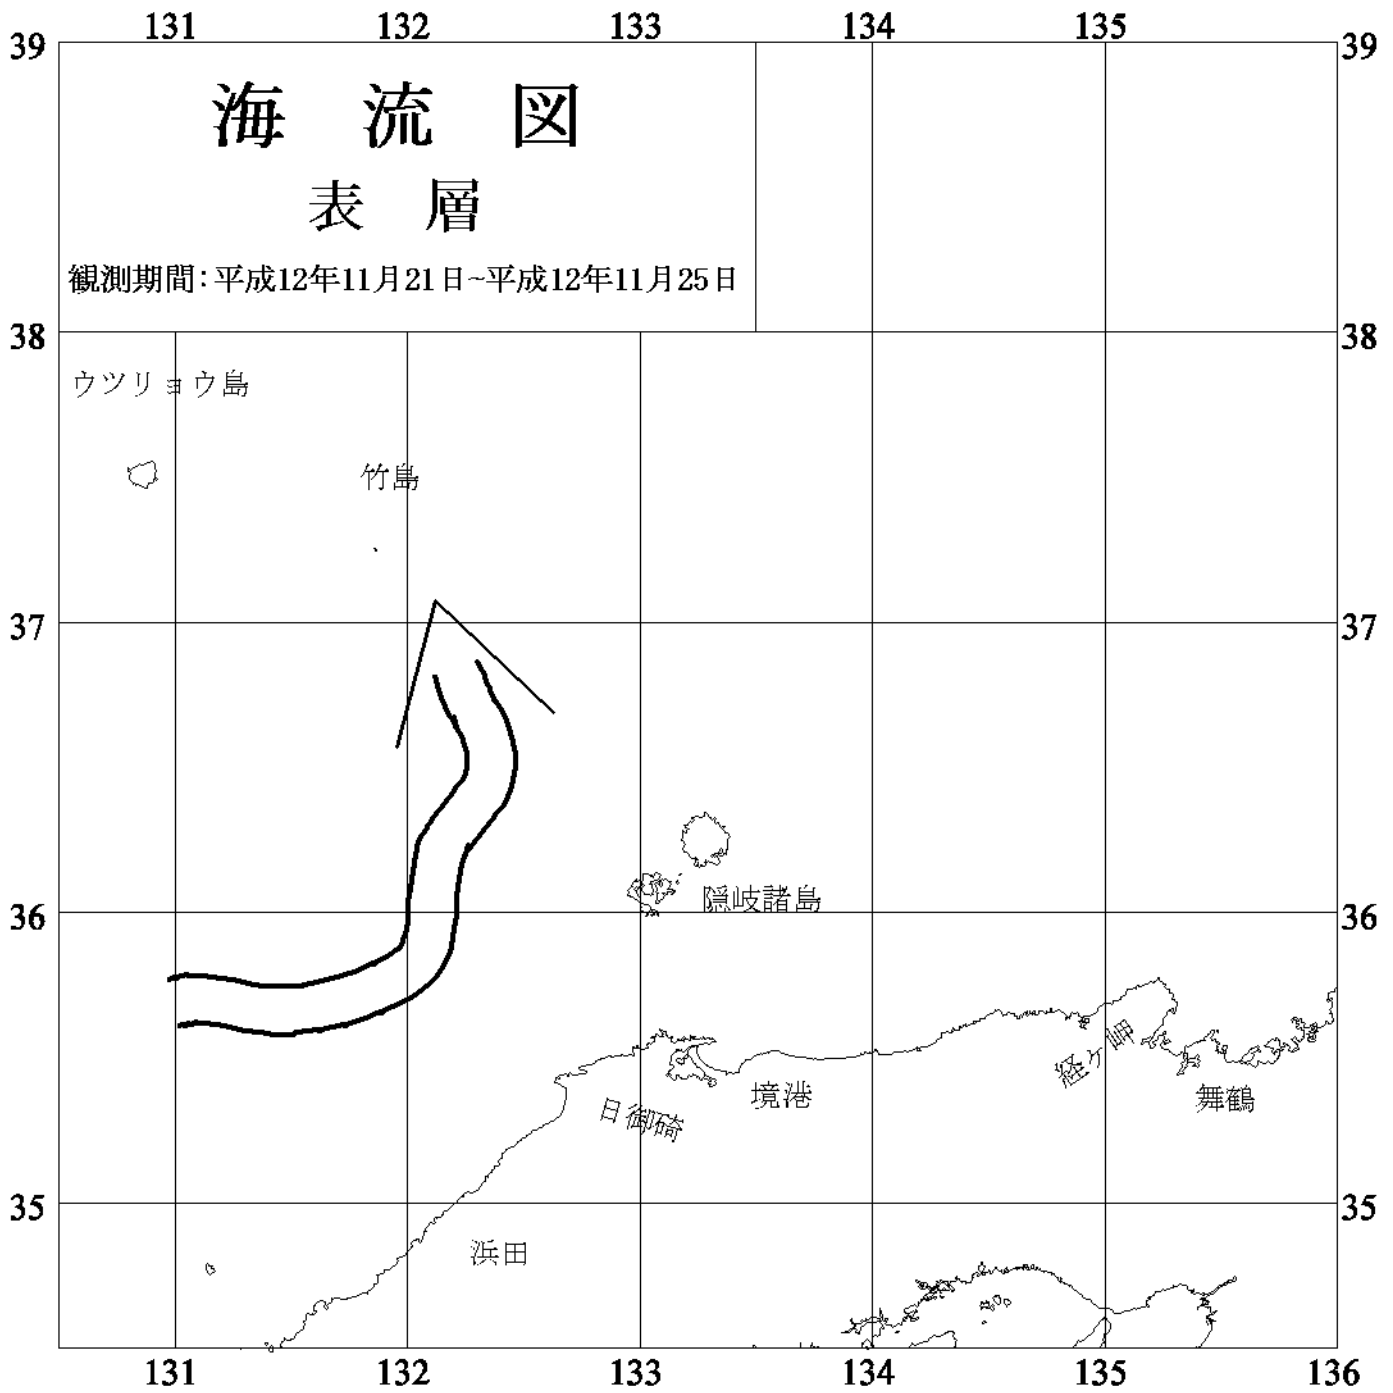 131 132 133 134 135
39 39
海 流 図
表 層
観測期間:平成12年11月21日~平成12年11月25日
38 38
ウツリョウ島
竹島
37 37
隠岐諸島
36 36
経ヶ岬
境港
舞鶴
日御碕
35 35
浜田
131 132 133 134 135 136